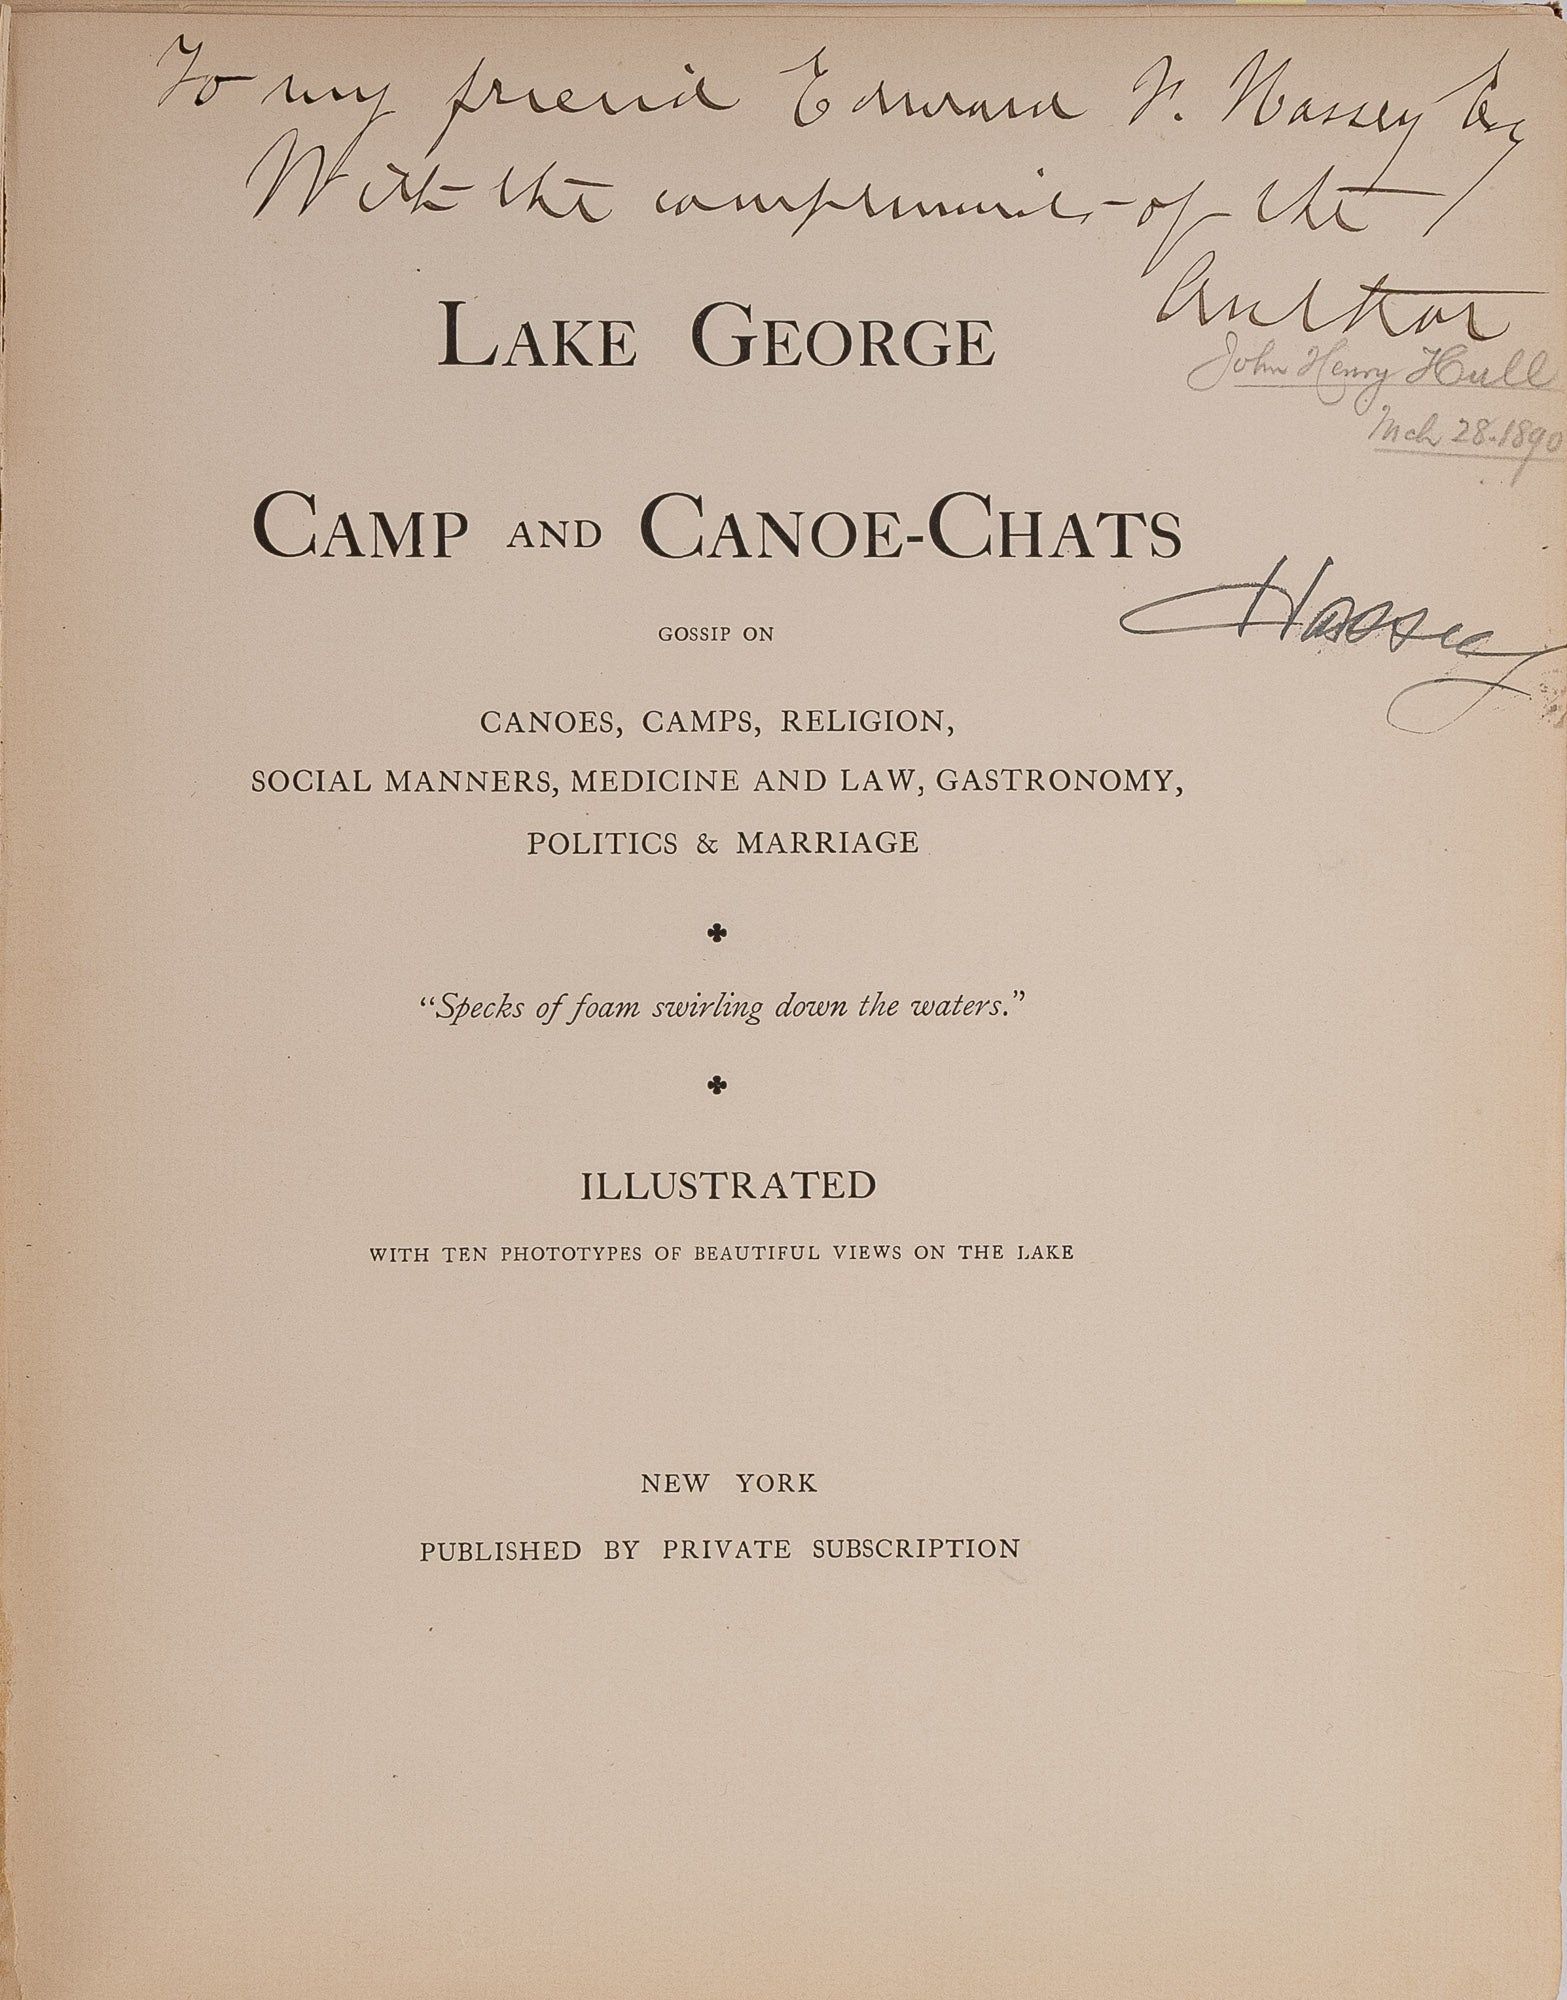 To my friend Edward P. Hassey Esq
With the compliments of the
Author
John Henry Hull
Mch 28. 1890
LAKE GEORGE
CAMP AND CANOE-CHATS
Hassey
GOSSIP ON
CANOES, CAMPS, RELIGION,
SOCIAL MANNERS, MEDICINE AND LAW, GASTRONOMY,
POLITICS & MARRIAGE
"Specks of foam swirling down the waters."
ILLUSTRATED
WITH TEN PHOTOTYPES OF BEAUTIFUL VIEWS ON THE LAKE
NEW YORK
PUBLISHED BY PRIVATE SUBSCRIPTION